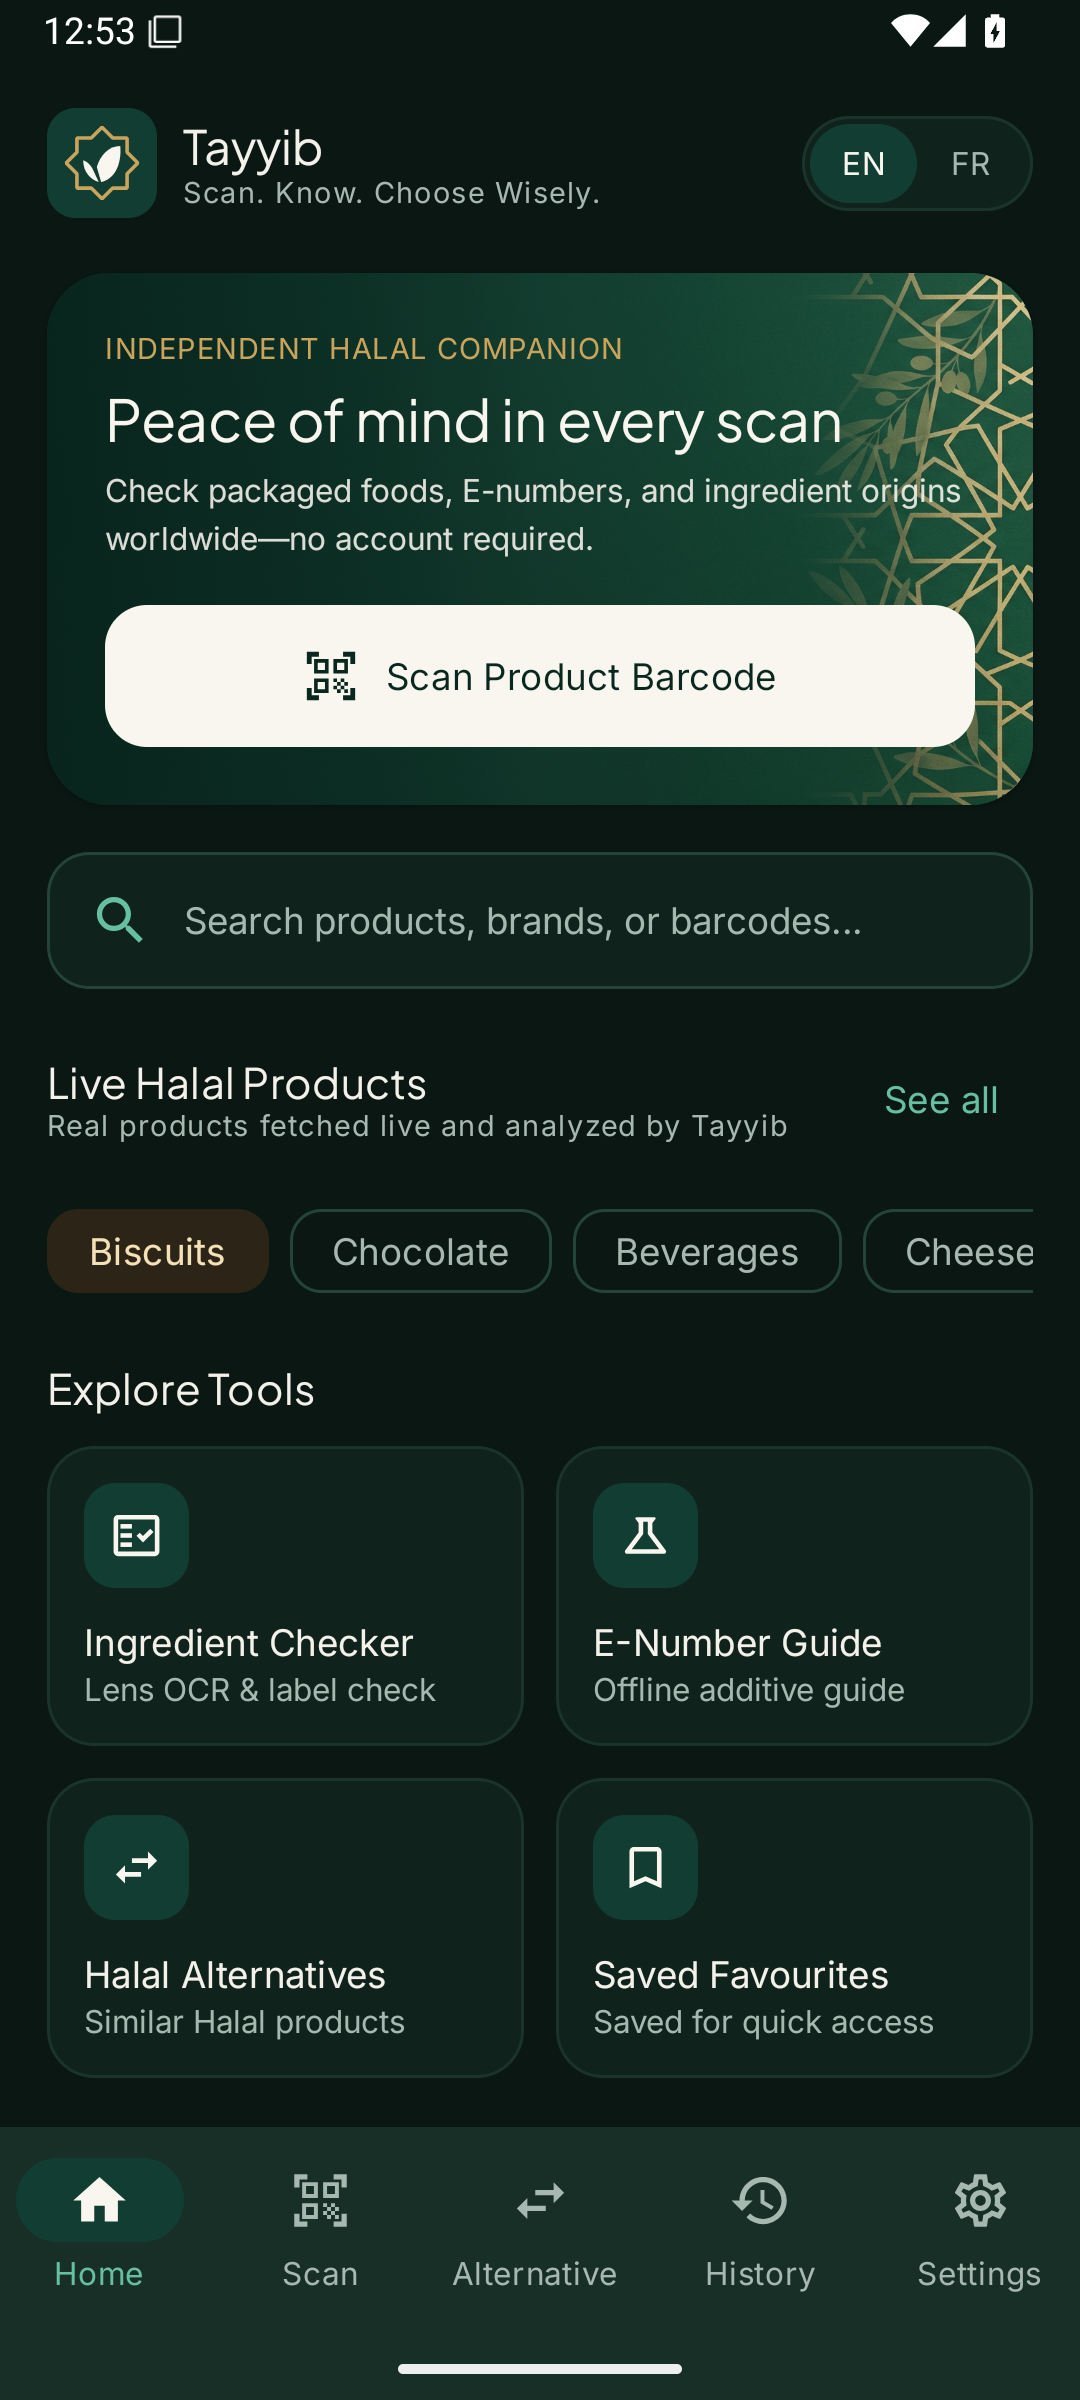 12:53
Tayyib
Scan. Know. Choose Wisely.
EN FR
INDEPENDENT HALAL COMPANION
Peace of mind in every scan
Check packaged foods, E-numbers, and ingredient origins
worldwide—no account required.
Scan Product Barcode
Search products, brands, or barcodes...
Live Halal Products
Real products fetched live and analyzed by Tayyib
See all
Biscuits Chocolate Beverages Cheese
Explore Tools
Ingredient Checker
Lens OCR & label check
E-Number Guide
Offline additive guide
Halal Alternatives
Similar Halal products
Saved Favourites
Saved for quick access
Home Scan Alternative History Settings